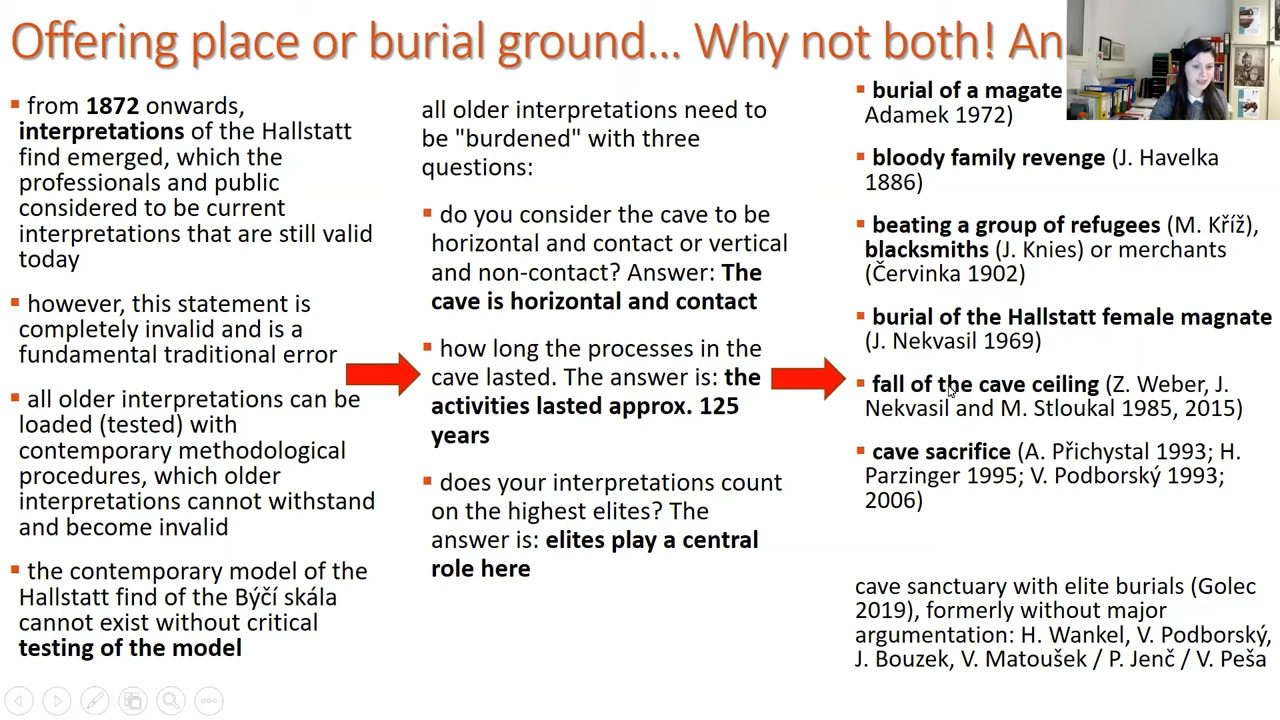 Offering place or burial ground... Why not both! An
from 1872 onwards,
interpretations of the Hallstatt
find emerged, which the
professionals and public
considered to be current
interpretations that are still valid
today
however, this statement is
completely invalid and is a
fundamental traditional error
all older interpretations can be
loaded (tested) with
contemporary methodological
procedures, which older
interpretations cannot withstand
and become invalid
the contemporary model of the
Hallstatt find of the Býčí skála
cannot exist without critical
testing of the model
all older interpretations need to
be "burdened" with three
questions:
do you consider the cave to be
horizontal and contact or vertical
and non-contact? Answer: The
cave is horizontal and contact
how long the processes in the
cave lasted. The answer is: the
activities lasted approx. 125
years
does your interpretations count
on the highest elites? The
answer is: elites play a central
role here
burial of a magate
Adamek 1972)
bloody family revenge (J. Havelka
1886)
beating a group of refugees (M. Kříž),
blacksmiths (J. Knies) or merchants
(Červinka 1902)
burial of the Hallstatt female magnate
(J. Nekvasil 1969)
fall of the cave ceiling (Z. Weber, J.
Nekvasil and M. Stloukal 1985, 2015)
cave sacrifice (A. Přichystal 1993; H.
Parzinger 1995; V. Podborský 1993;
2006)
cave sanctuary with elite burials (Golec
2019), formerly without major
argumentation: H. Wankel, V. Podborský,
J. Bouzek, V. Matoušek / P. Jenč / V. Peša